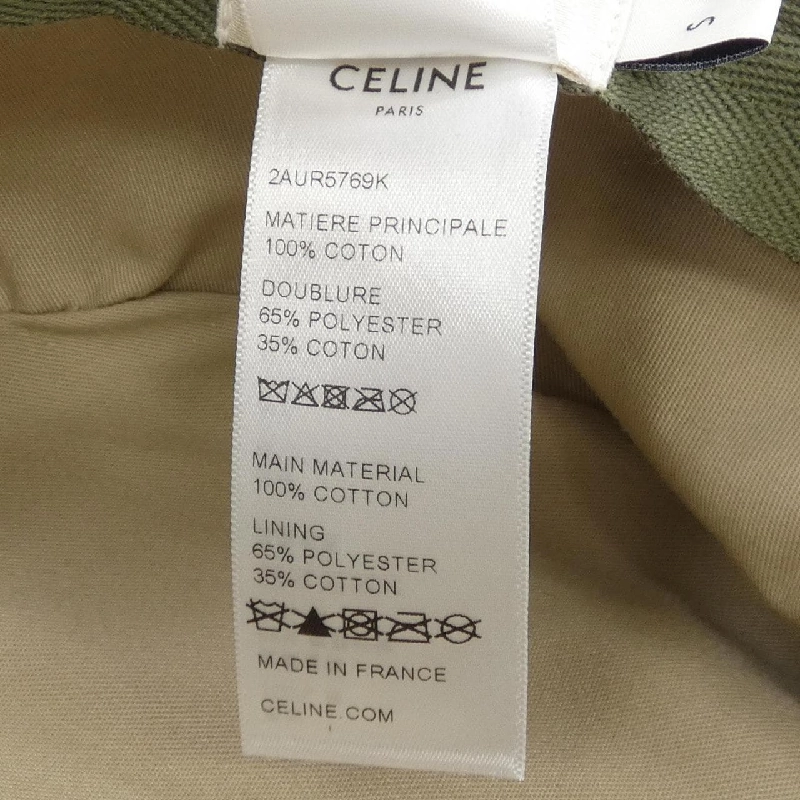 S
CELINE
PARIS
2AUR5769K
MATIERE PRINCIPALE
100% COTON
DOUBLURE
65% POLYESTER
35% COTON
MAIN MATERIAL
100% COTTON
LINING
65% POLYESTER
35% COTTON
MADE IN FRANCE
CELINE.COM